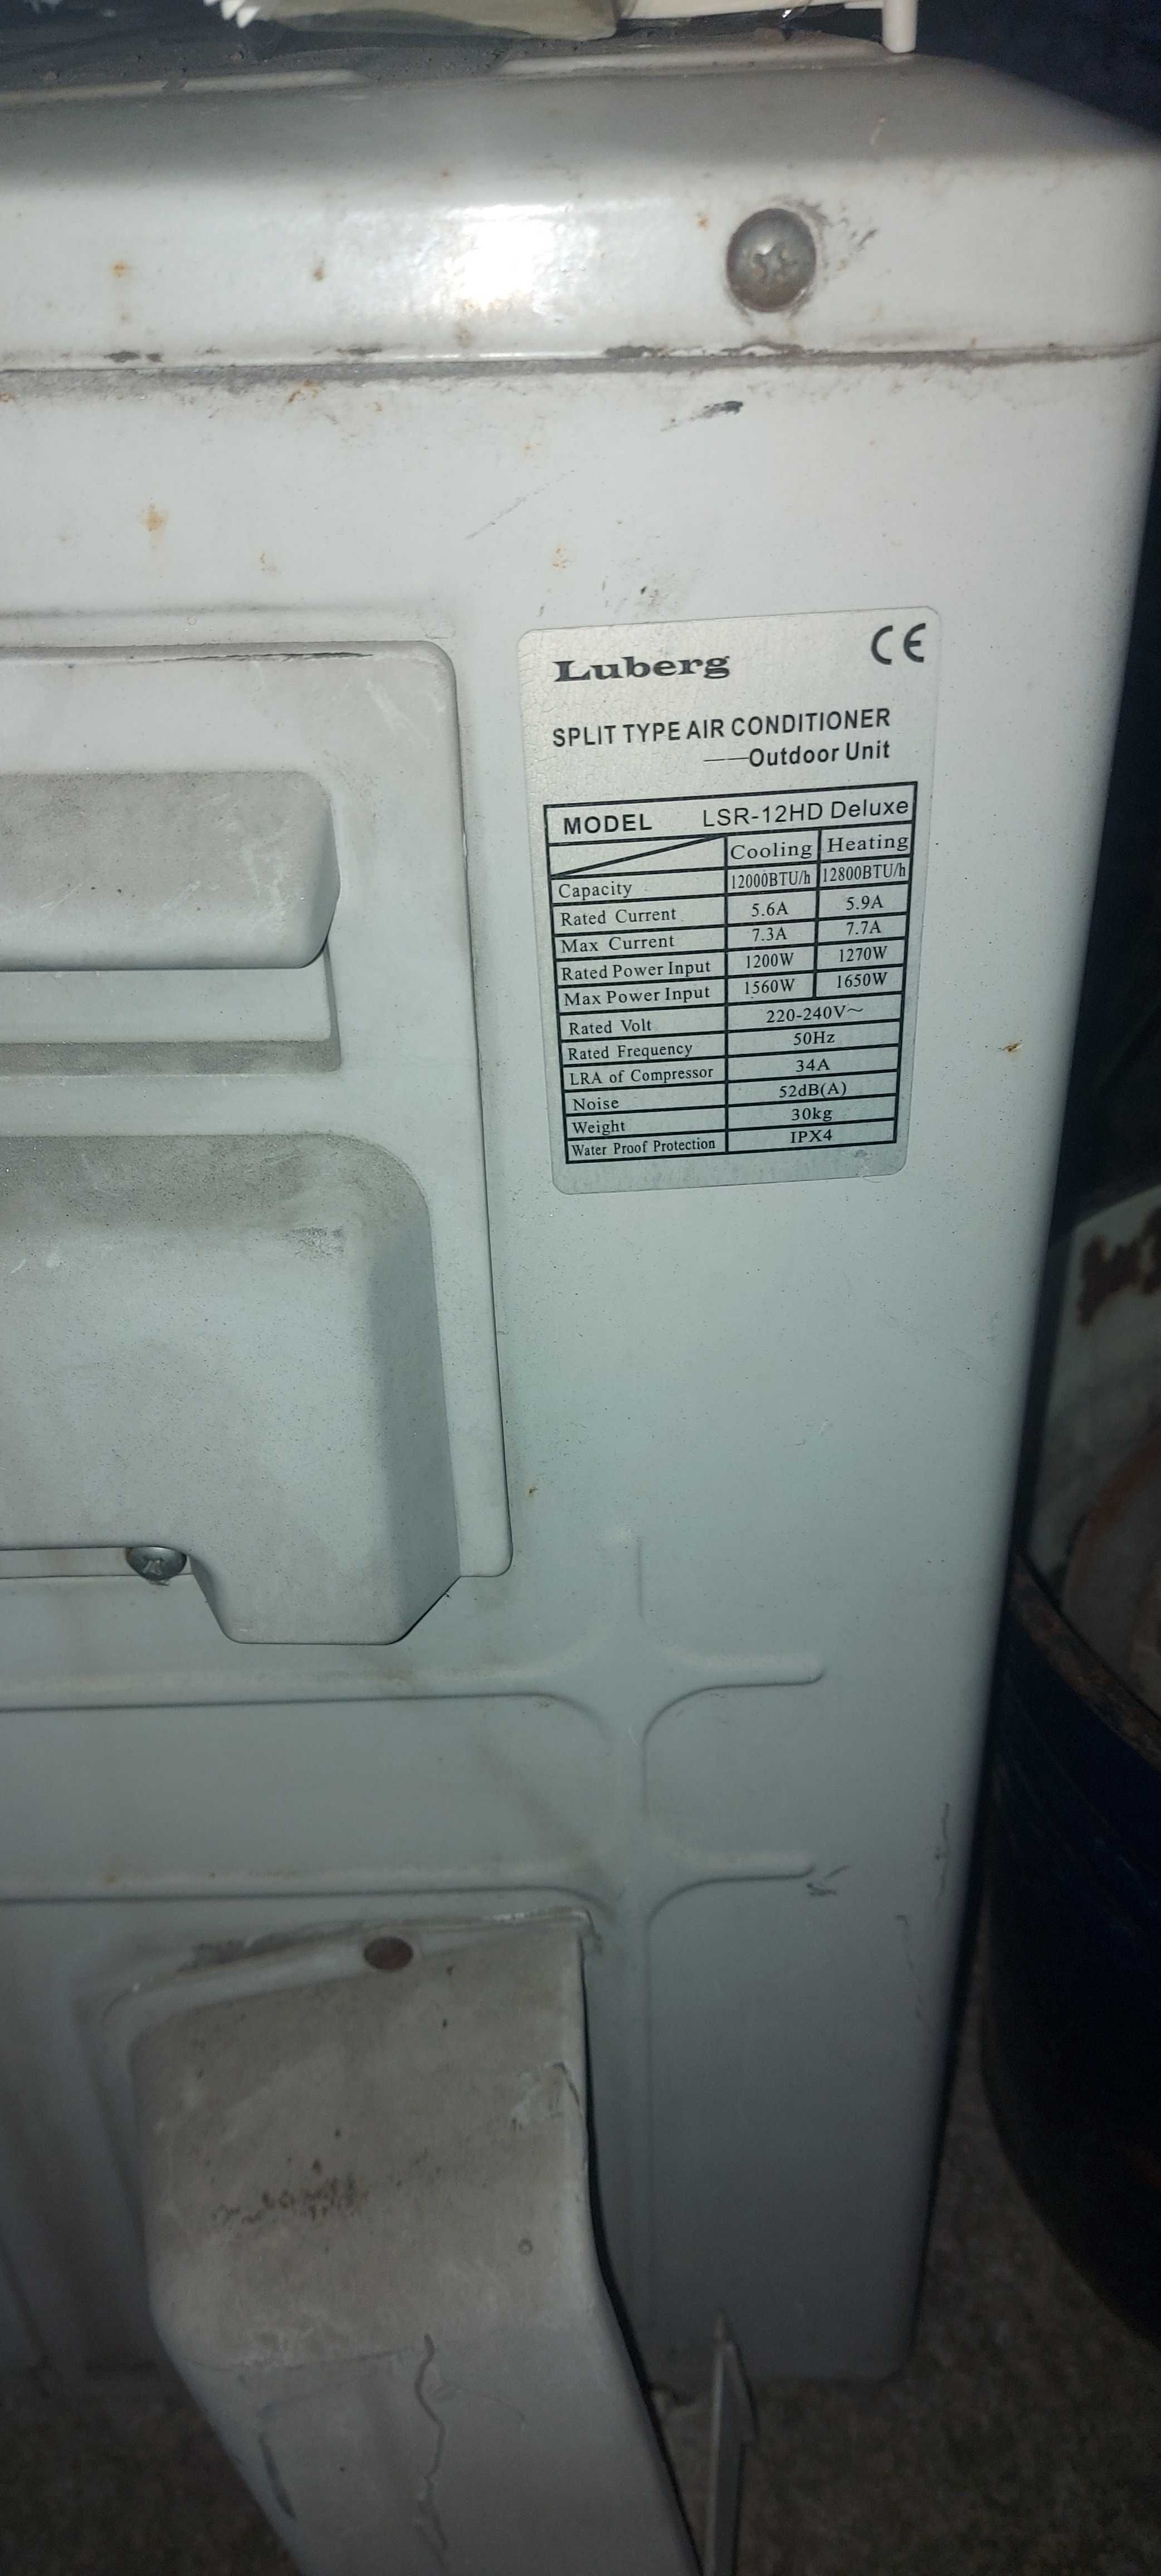 Luberg CE
SPLIT TYPE AIR CONDITIONER
——Outdoor Unit
MODEL LSR-12HD Deluxe
Cooling Heating
Capacity 12000BTU/h 12800BTU/h
Rated Current 5.6A 5.9A
Max Current 7.3A 7.7A
Rated Power Input 1200W 1270W
Max Power Input 1560W 1650W
Rated Volt 220-240V~
Rated Frequency 50Hz
LRA of Compressor 34A
Noise 52dB(A)
Weight 30kg
Water Proof Protection IPX4